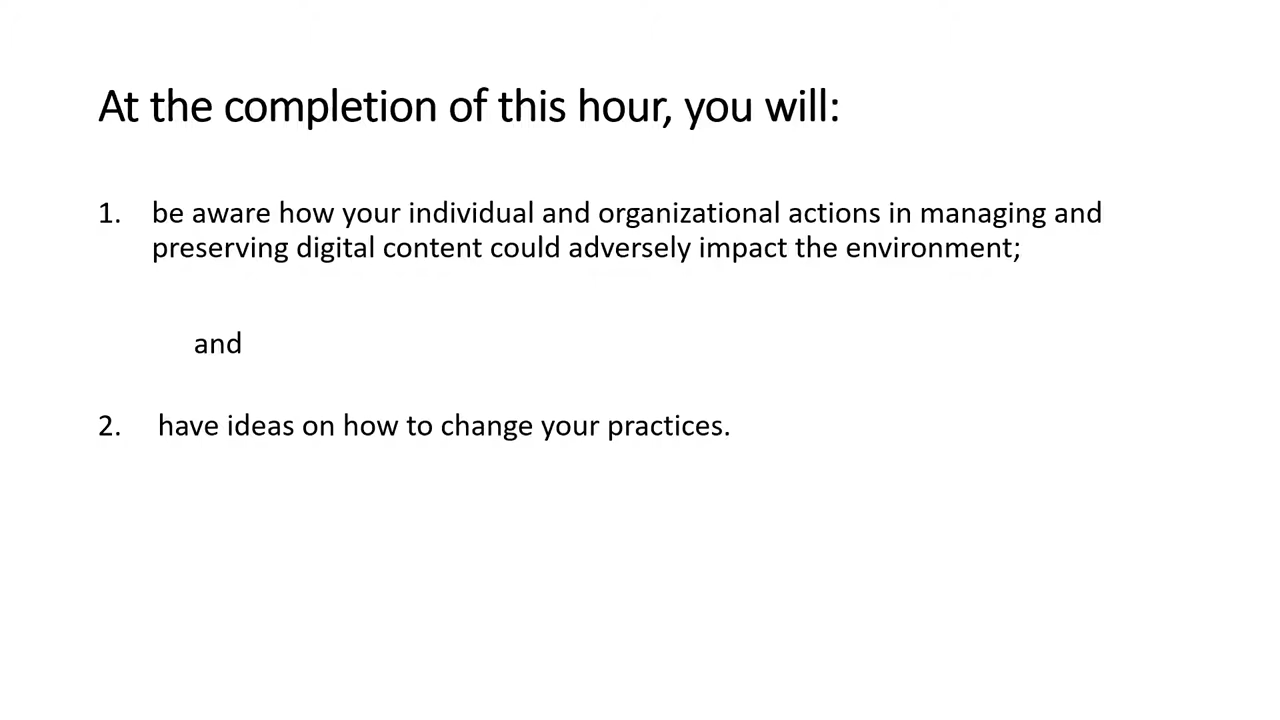 At the completion of this hour, you will:
1. be aware how your individual and organizational actions in managing and
preserving digital content could adversely impact the environment;
and
2. have ideas on how to change your practices.